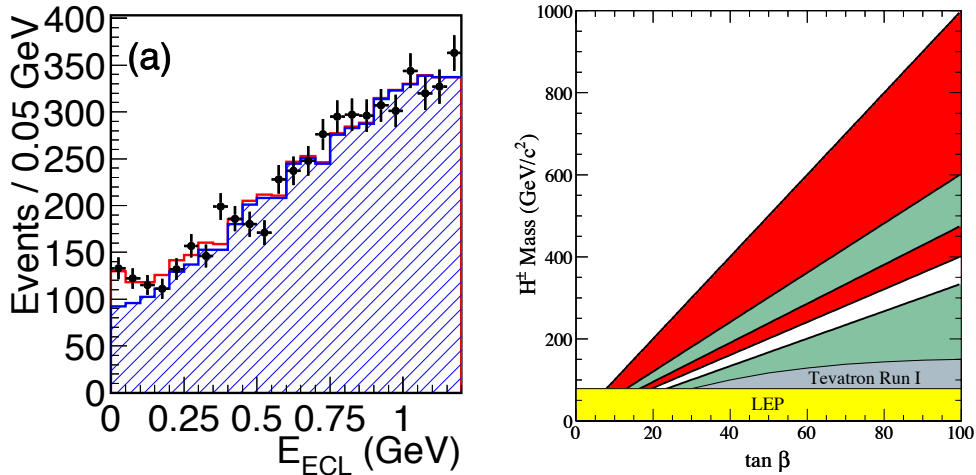 (a)
Events / 0.05 GeV
400
350
300
250
200
150
100
50
0
0 0.25 0.5 0.75 1
E_ECL (GeV)
H± Mass (GeV/c²)
1000
800
600
400
200
0
Tevatron Run I
LEP
0 20 40 60 80 100
tan β